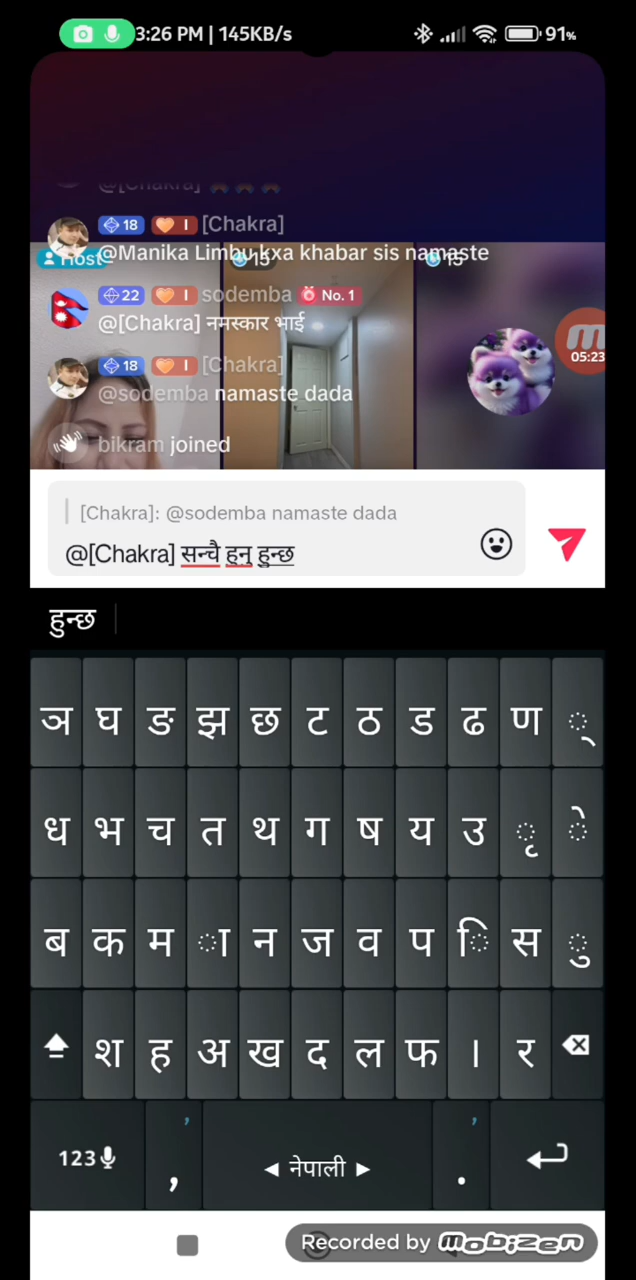 3:26 PM | 145KB/s
91%
18 I [Chakra]
@Manika Limbu kxa khabar sis namaste
Host
15
15
22 I sodemba No. 1
@[Chakra] नमस्कार भाई
05:23
18 I [Chakra]
@sodemba namaste dada
bikram joined
[Chakra]: @sodemba namaste dada
@[Chakra] सन्चै हुनु हुन्छ
हुन्छ
ञ घ ङ झ छ ट ठ ड ढ ण ्
ध भ च त थ ग ष य उ ृ े
ब क म ा न ज व प ि स ु
श ह अ ख द ल फ । र
123 , ◄ नेपाली ► .
Recorded by mobizen